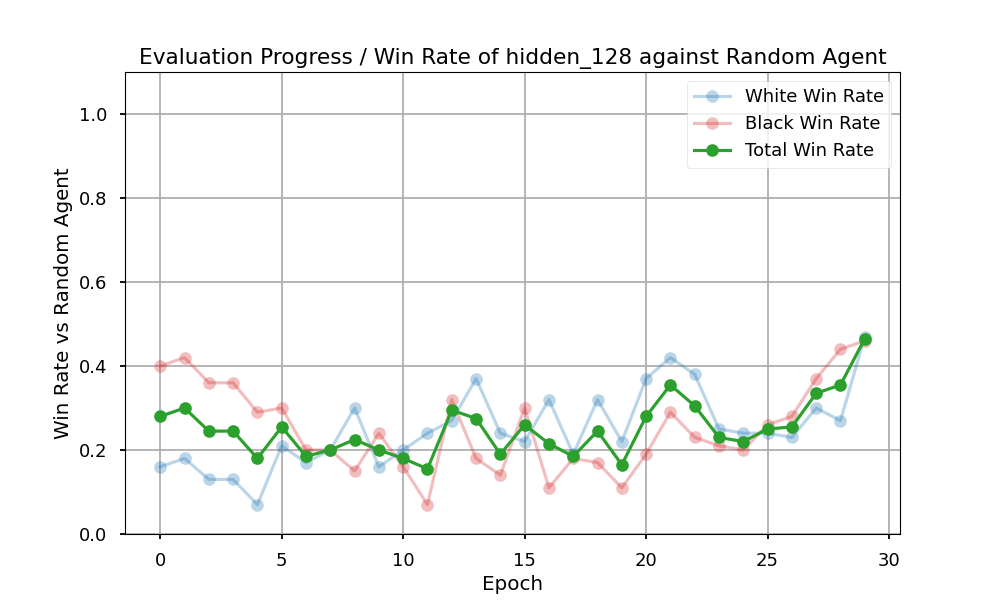 Evaluation Progress / Win Rate of hidden_128 against Random Agent
White Win Rate
Black Win Rate
Total Win Rate
Win Rate vs Random Agent
1.0
0.8
0.6
0.4
0.2
0.0
0 5 10 15 20 25 30
Epoch